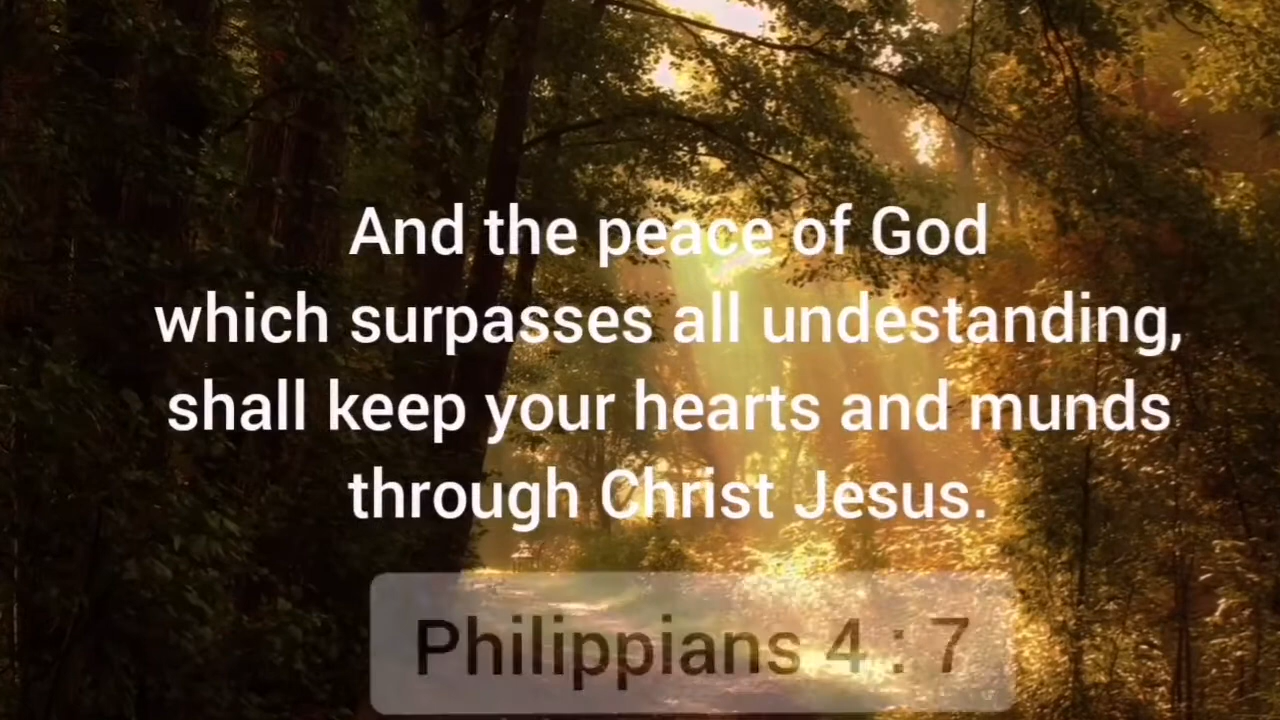 And the peace of God
which surpasses all undestanding,
shall keep your hearts and munds
through Christ Jesus.
Philippians 4 : 7